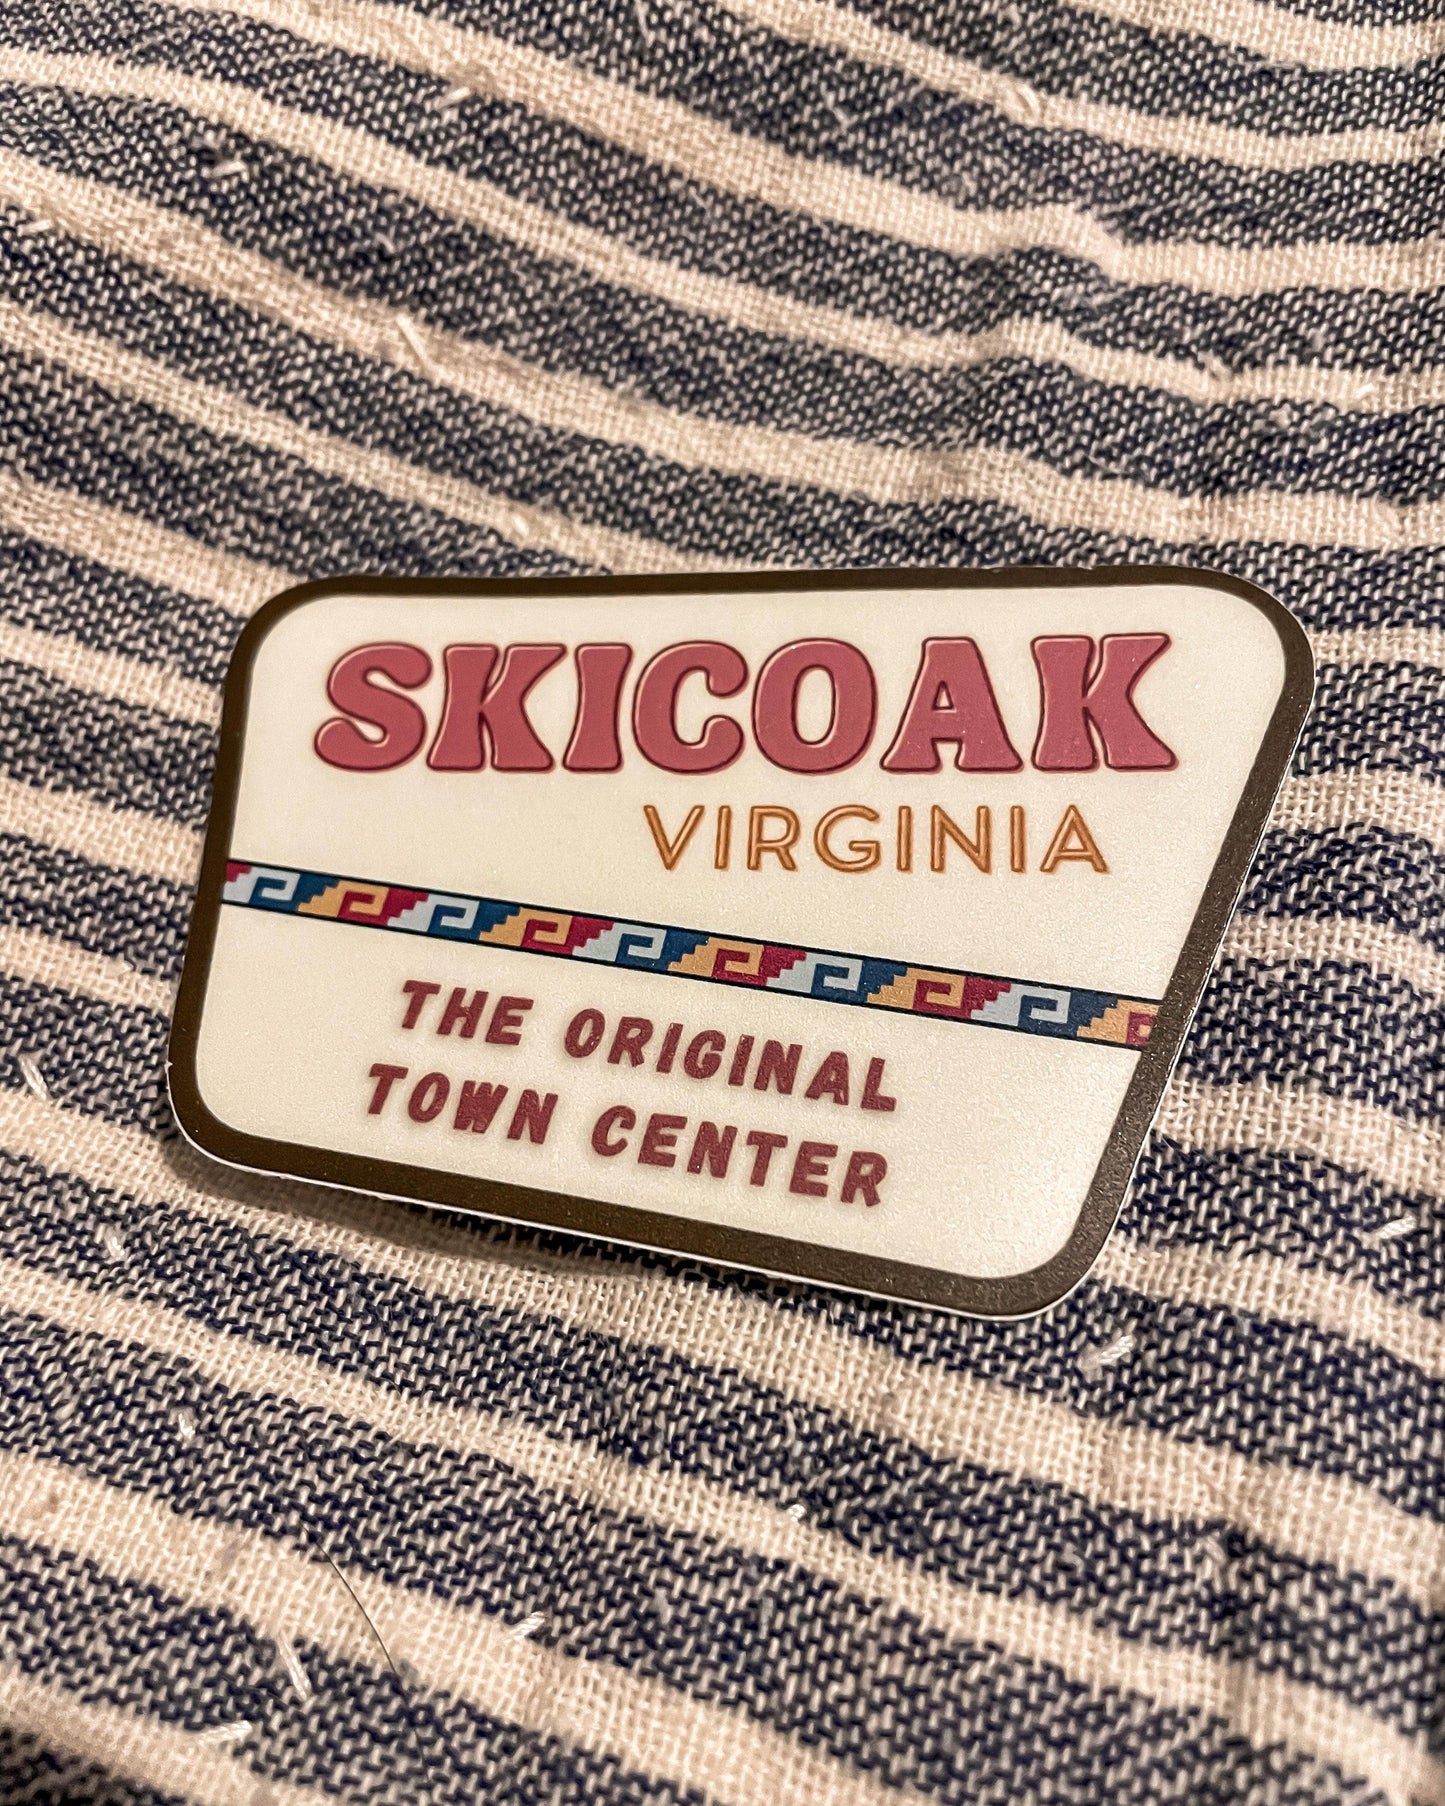 SKICOAK
VIRGINIA
THE ORIGINAL
TOWN CENTER